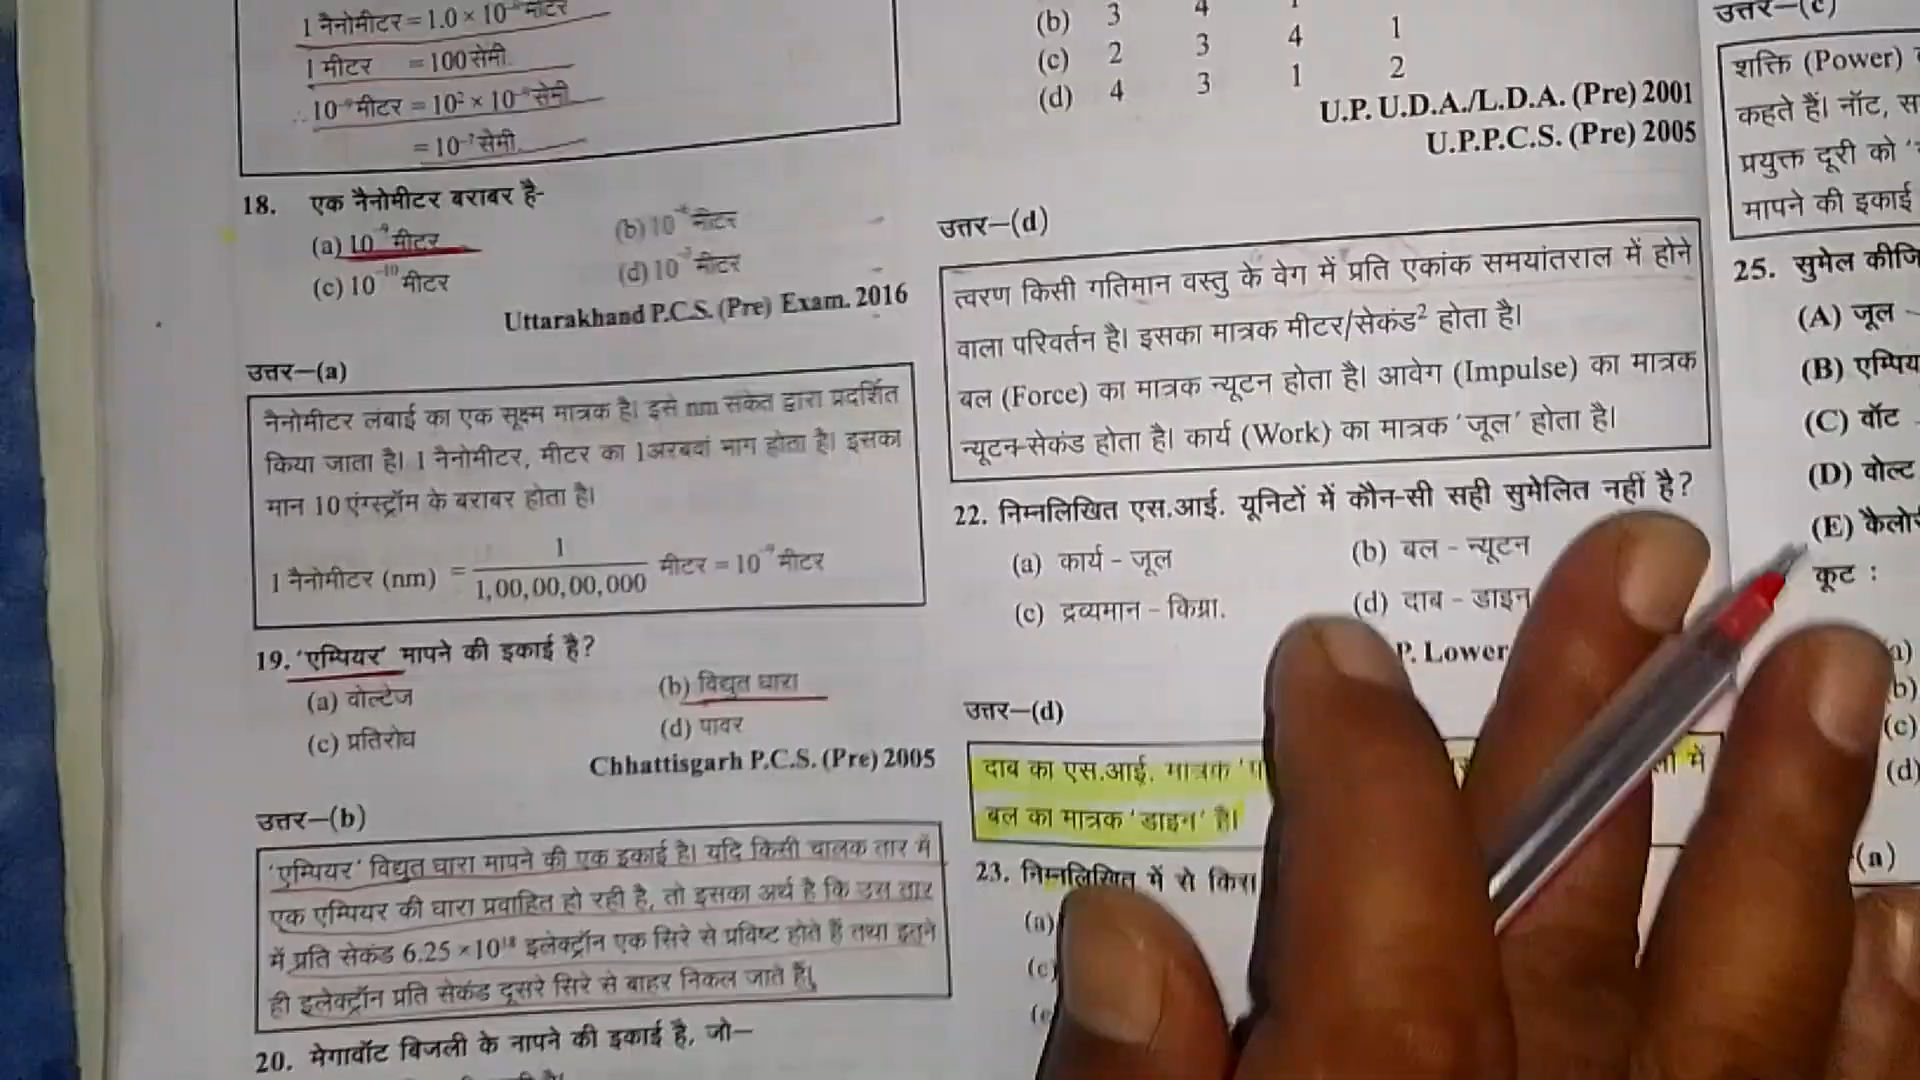 1 नैनोमीटर = 1.0 × 10⁻⁹ मीटर
1 मीटर = 100 सेमी.
∴ 10⁻⁹ मीटर = 10² × 10⁻⁹ सेमी
= 10⁻⁷ सेमी.
18. एक नैनोमीटर बराबर है-
(a) 10⁻⁹ मीटर
(b) 10 मीटर
(c) 10⁻¹⁰ मीटर
(d) 10 मीटर
Uttarakhand P.C.S. (Pre) Exam. 2016
उत्तर—(a)
नैनोमीटर लंबाई का एक सूक्ष्म मात्रक है। इसे nm संकेत द्वारा प्रदर्शित
किया जाता है। 1 नैनोमीटर, मीटर का 1अरबवां भाग होता है। इसका
मान 10 एंग्स्ट्रॉम के बराबर होता है।
1 नैनोमीटर (nm) = 1 / 1,00,00,00,000 मीटर = 10⁻⁹ मीटर
19. 'एम्पियर' मापने की इकाई है?
(a) वोल्टेज
(b) विद्युत धारा
(c) प्रतिरोध
(d) पावर
Chhattisgarh P.C.S. (Pre) 2005
उत्तर—(b)
'एम्पियर' विद्युत धारा मापने की एक इकाई है। यदि किसी चालक तार में
एक एम्पियर की धारा प्रवाहित हो रही है, तो इसका अर्थ है कि उस तार
में प्रति सेकंड 6.25 × 10¹⁸ इलेक्ट्रॉन एक सिरे से प्रविष्ट होते हैं तथा इतने
ही इलेक्ट्रॉन प्रति सेकंड दूसरे सिरे से बाहर निकल जाते हैं।
20. मेगावॉट बिजली के नापने की इकाई है, जो—
(b) 3 4 1
(c) 2 3 4 1
(d) 4 3 1 2
U.P. U.D.A./L.D.A. (Pre) 2001
U.P.P.C.S. (Pre) 2005
उत्तर—(d)
त्वरण किसी गतिमान वस्तु के वेग में प्रति एकांक समयांतराल में होने
वाला परिवर्तन है। इसका मात्रक मीटर/सेकंड² होता है।
बल (Force) का मात्रक न्यूटन होता है। आवेग (Impulse) का मात्रक
न्यूटन-सेकंड होता है। कार्य (Work) का मात्रक 'जूल' होता है।
22. निम्नलिखित एस.आई. यूनिटों में कौन-सी सही सुमेलित नहीं है?
(a) कार्य – जूल
(b) बल – न्यूटन
(c) द्रव्यमान – किग्रा.
(d) दाब – डाइन
P. Lower
उत्तर—(d)
दाब का एस.आई. मात्रक
में
बल का मात्रक 'डाइन' है।
23. निम्नलिखित में से
(a)
(c)
उत्तर—(c)
शक्ति (Power)
कहते हैं। नॉट,
प्रयुक्त दूरी को
मापने की इकाई
25. सुमेल
(A) जूल
(B)
(C) वॉट
(D) वोल्ट
(E)
कूट :
(b)
(c)
(d)
(a)